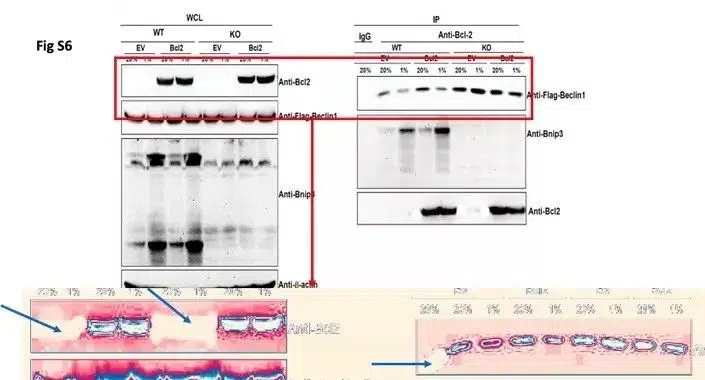 Fig S6
WCL
WT KO
EV Bcl2 EV Bcl2
20% 1% 20% 1% 20% 1% 20% 1%
Anti-Bcl2
Anti-Flag-Beclin1
Anti-Bnip3
Anti-ß-actin
IP
IgG Anti-Bcl-2
WT KO
EV Bcl2 EV Bcl2
20% 20% 1% 20% 1% 20% 1% 20% 1%
Anti-Flag-Beclin1
Anti-Bnip3
Anti-Bcl2
20% 1% 20% 1% 20% 1% 20% 1%
Anti-Bcl2
20% 20% 1% 20% 1% 20% 1% 20% 1%